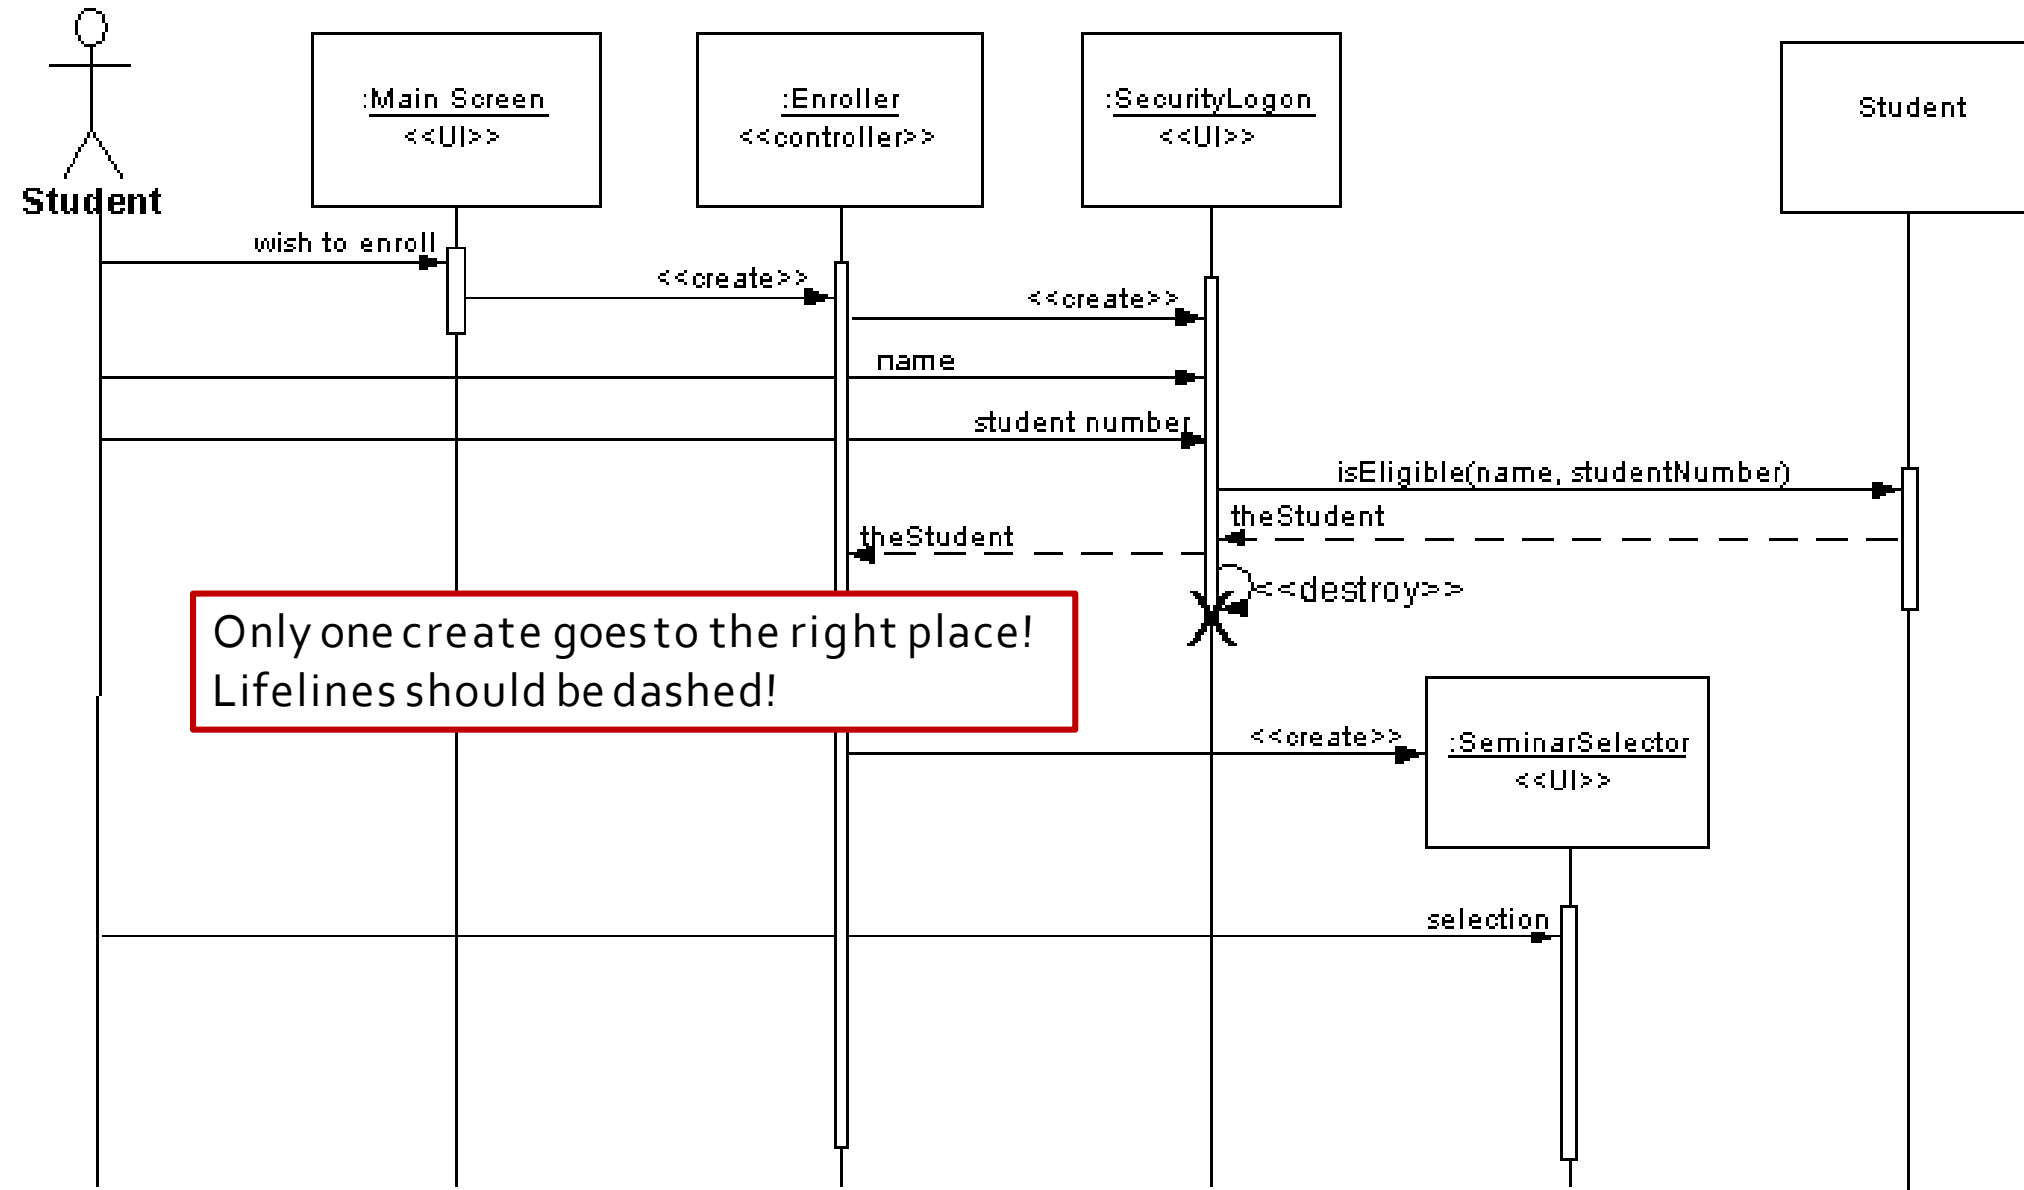 :Main Screen
<<UI>>
:Enroller
<<controller>>
:SecurityLogon
<<UI>>
Student
Student
wish to enroll
<<create>>
<<create>>
name
student number
isEligible(name, studentNumber)
theStudent
theStudent
<<destroy>>
Only one create goes to the right place!
Lifelines should be dashed!
<<create>>
:SeminarSelector
<<UI>>
selection